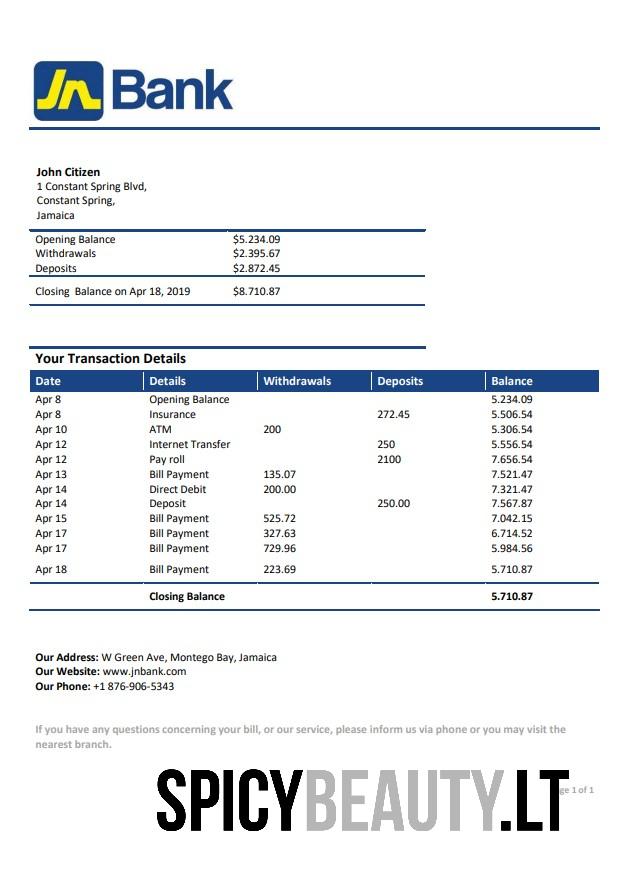 Jn Bank
John Citizen
1 Constant Spring Blvd,
Constant Spring,
Jamaica
Opening Balance $5.234.09
Withdrawals $2.395.67
Deposits $2.872.45
Closing Balance on Apr 18, 2019 $8.710.87
Your Transaction Details
Date Details Withdrawals Deposits Balance
Apr 8 Opening Balance 5.234.09
Apr 8 Insurance 272.45 5.506.54
Apr 10 ATM 200 5.306.54
Apr 12 Internet Transfer 250 5.556.54
Apr 12 Pay roll 2100 7.656.54
Apr 13 Bill Payment 135.07 7.521.47
Apr 14 Direct Debit 200.00 7.321.47
Apr 14 Deposit 250.00 7.567.87
Apr 15 Bill Payment 525.72 7.042.15
Apr 17 Bill Payment 327.63 6.714.52
Apr 17 Bill Payment 729.96 5.984.56
Apr 18 Bill Payment 223.69 5.710.87
Closing Balance 5.710.87
Our Address: W Green Ave, Montego Bay, Jamaica
Our Website: www.jnbank.com
Our Phone: +1 876-906-5343
If you have any questions concerning your bill, or our service, please inform us via phone or you may visit the
nearest branch.
SPICYBEAUTY.LT
ge 1 of 1